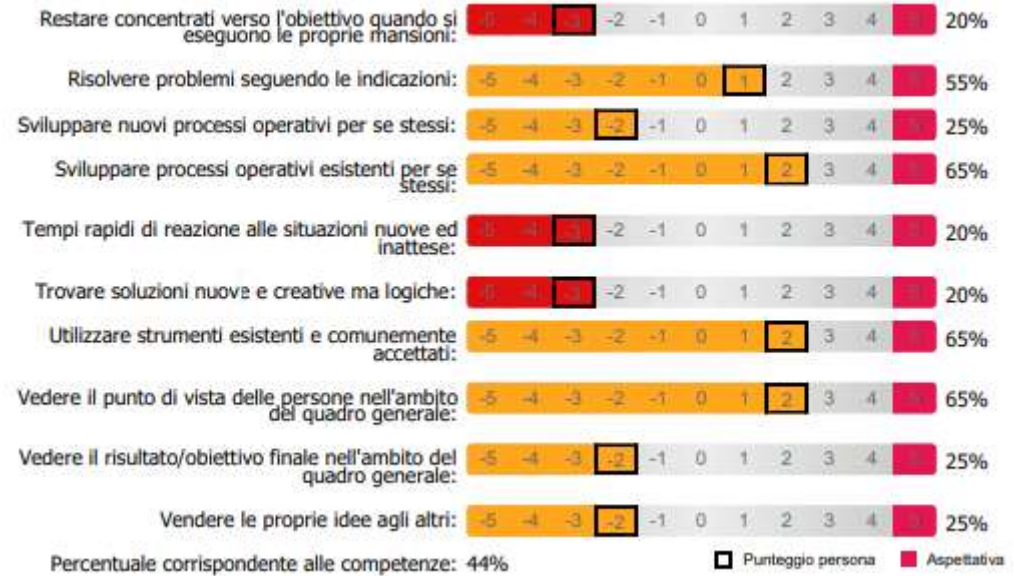 Restare concentrati verso l'obiettivo quando si
eseguono le proprie mansioni:
-5 -4 -3 -2 -1 0 1 2 3 4 20%
Risolvere problemi seguendo le indicazioni:
-5 -4 -3 -2 -1 0 1 2 3 4 55%
Sviluppare nuovi processi operativi per se stessi:
-5 -4 -3 -2 -1 0 1 2 3 4 25%
Sviluppare processi operativi esistenti per se
stessi:
-5 -4 -3 -2 -1 0 1 2 3 4 65%
Tempi rapidi di reazione alle situazioni nuove ed
inattese:
-5 -4 -3 -2 -1 0 1 2 3 4 20%
Trovare soluzioni nuove e creative ma logiche:
-5 -4 -3 -2 -1 0 1 2 3 4 20%
Utilizzare strumenti esistenti e comunemente
accettati:
-5 -4 -3 -2 -1 0 1 2 3 4 65%
Vedere il punto di vista delle persone nell'ambito
del quadro generale:
-5 -4 -3 -2 -1 0 1 2 3 4 65%
Vedere il risultato/obiettivo finale nell'ambito del
quadro generale:
-5 -4 -3 -2 -1 0 1 2 3 4 25%
Vendere le proprie idee agli altri:
-5 -4 -3 -2 -1 0 1 2 3 4 25%
Percentuale corrispondente alle competenze: 44%
Punteggio persona Aspettativa